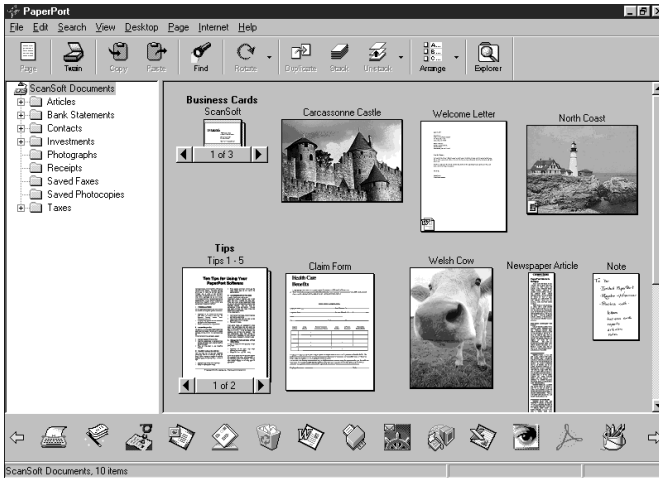 PaperPort
File Edit Search View Desktop Page Internet Help
Page Twain Copy Paste Find Rotate Duplicate Stack Unstack Arrange Explorer
ScanSoft Documents
Articles
Bank Statements
Contacts
Investments
Photographs
Receipts
Saved Faxes
Saved Photocopies
Taxes
Business Cards
ScanSoft
1 of 3
Carcassonne Castle
Welcome Letter
North Coast
Tips
Tips 1 - 5
Ten Tips for Using Your
PaperPort Software
1 of 2
Claim Form
Health Care
Benefits
Welsh Cow
Newspaper Article
Note
ScanSoft Documents, 10 items